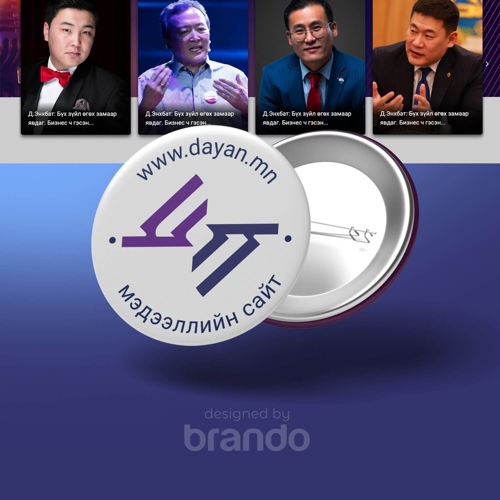 Д.Энхбат: Бүх зүйл өгөх замаар
явдаг. Бизнес ч гэсэн...
Д.Энхбат: Бүх зүйл өгөх замаар
явдаг. Бизнес ч гэсэн...
Д.Энхбат: Бүх зүйл өгөх замаар
явдаг. Бизнес ч гэсэн...
Д.Энхбат: Бүх зүйл өгөх замаар
явдаг. Бизнес ч гэсэн...
www.dayan.mn
мэдээллийн сайт
designed by
brando